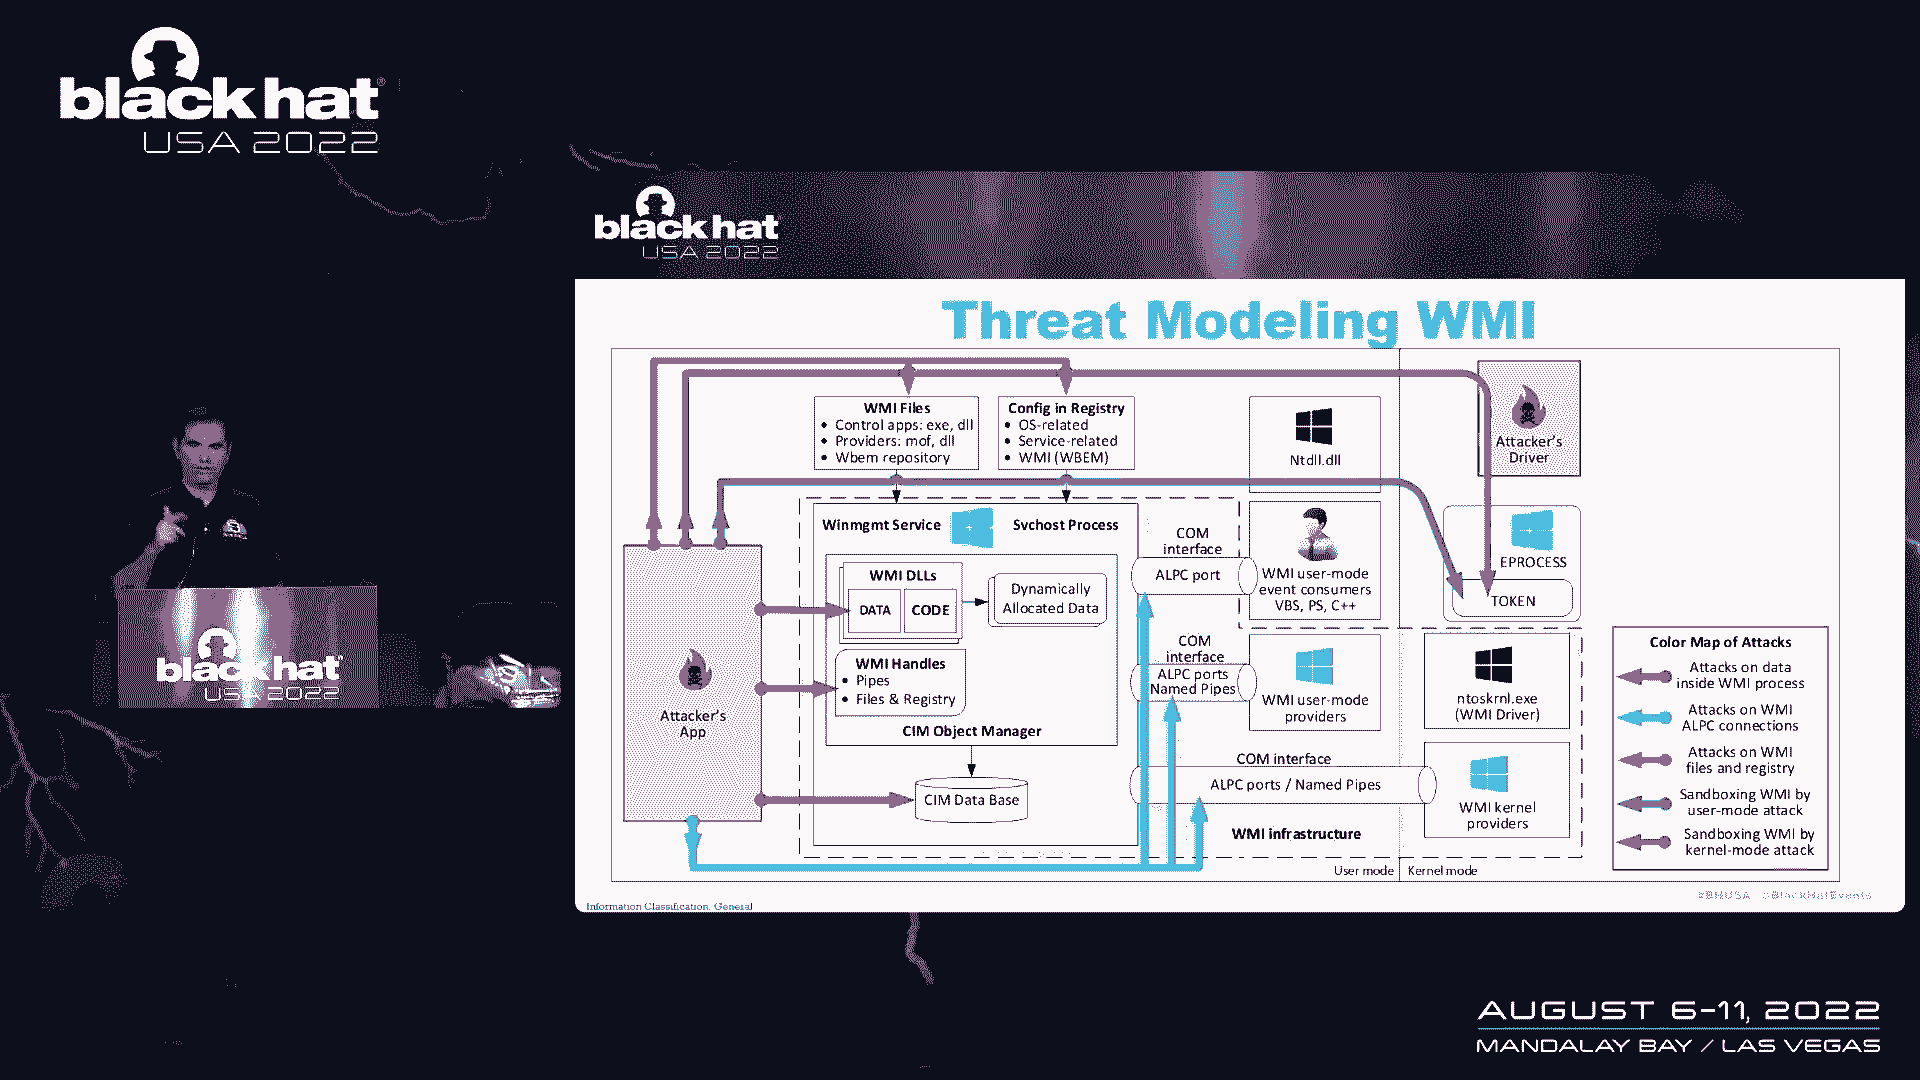 black hat
USA 2022
black hat
USA 2022
Threat Modeling WMI
WMI Files
• Control apps: exe, dll
• Providers: mof, dll
• Wbem repository
Config in Registry
• OS-related
• Service-related
• WMI (WBEM)
Ntdll.dll
Attacker's
Driver
Winmgmt Service
Svchost Process
COM
interface
ALPC port
WMI user-mode
event consumers
VBS, PS, C++
EPROCESS
TOKEN
WMI DLLs
DATA
CODE
Dynamically
Allocated Data
WMI Handles
• Pipes
• Files & Registry
CIM Object Manager
CIM Data Base
Attacker's
App
COM
interface
ALPC ports
Named Pipes
WMI user-mode
providers
ntoskrnl.exe
(WMI Driver)
COM interface
ALPC ports / Named Pipes
WMI kernel
providers
WMI infrastructure
User mode
Kernel mode
Color Map of Attacks
Attacks on data
inside WMI process
Attacks on WMI
ALPC connections
Attacks on WMI
files and registry
Sandboxing WMI by
user-mode attack
Sandboxing WMI by
kernel-mode attack
Information Classification: General
#BHUSA @BlackHatEvents
black hat
USA 2022
AUGUST 6-11, 2022
MANDALAY BAY / LAS VEGAS